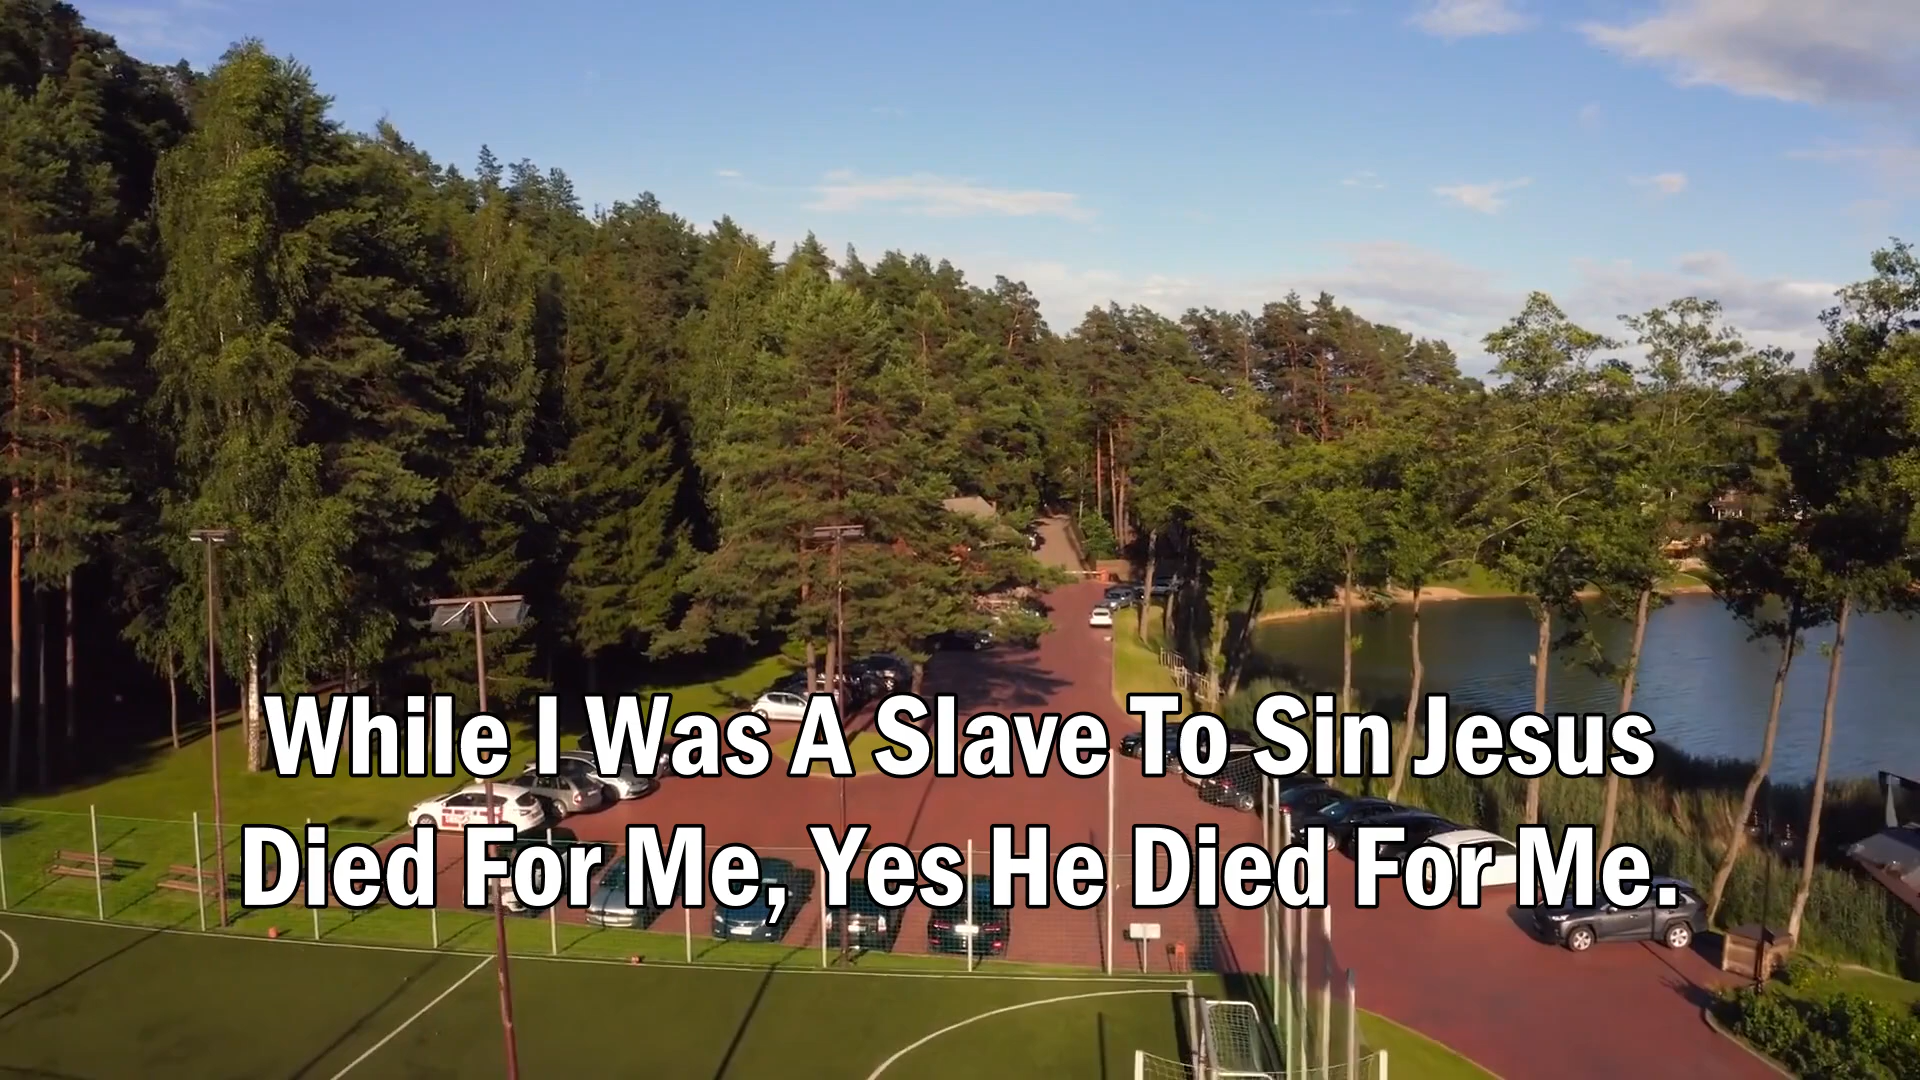 While I Was A Slave To Sin Jesus
Died For Me, Yes He Died For Me.